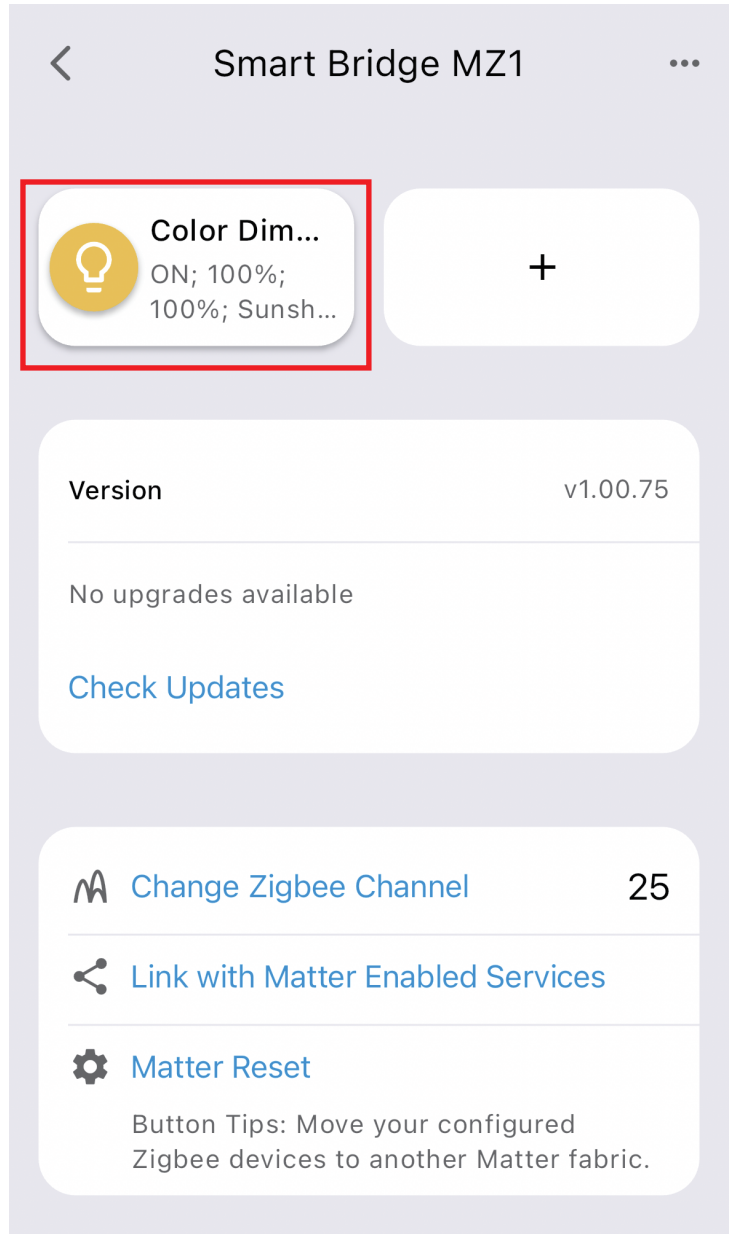 Smart Bridge MZ1
Color Dim...
ON; 100%;
100%; Sunsh...
+
Version
v1.00.75
No upgrades available
Check Updates
Change Zigbee Channel
25
Link with Matter Enabled Services
Matter Reset
Button Tips: Move your configured
Zigbee devices to another Matter fabric.